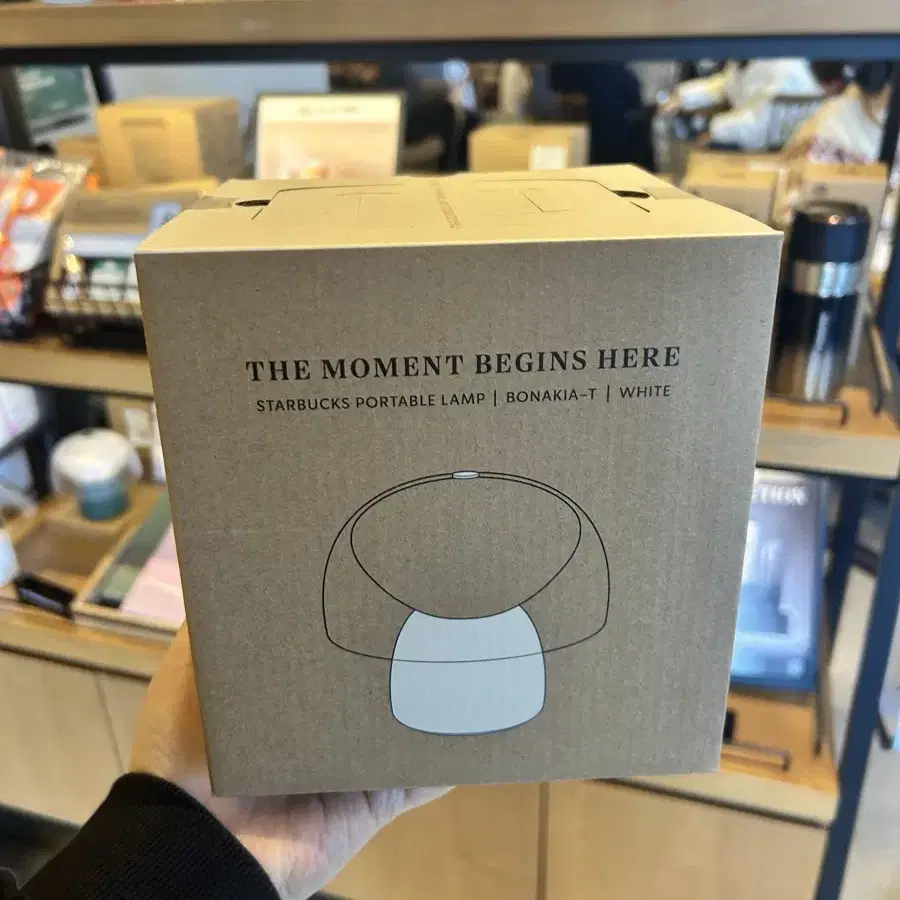 THE MOMENT BEGINS HERE
STARBUCKS PORTABLE LAMP | BONAKIA-T | WHITE